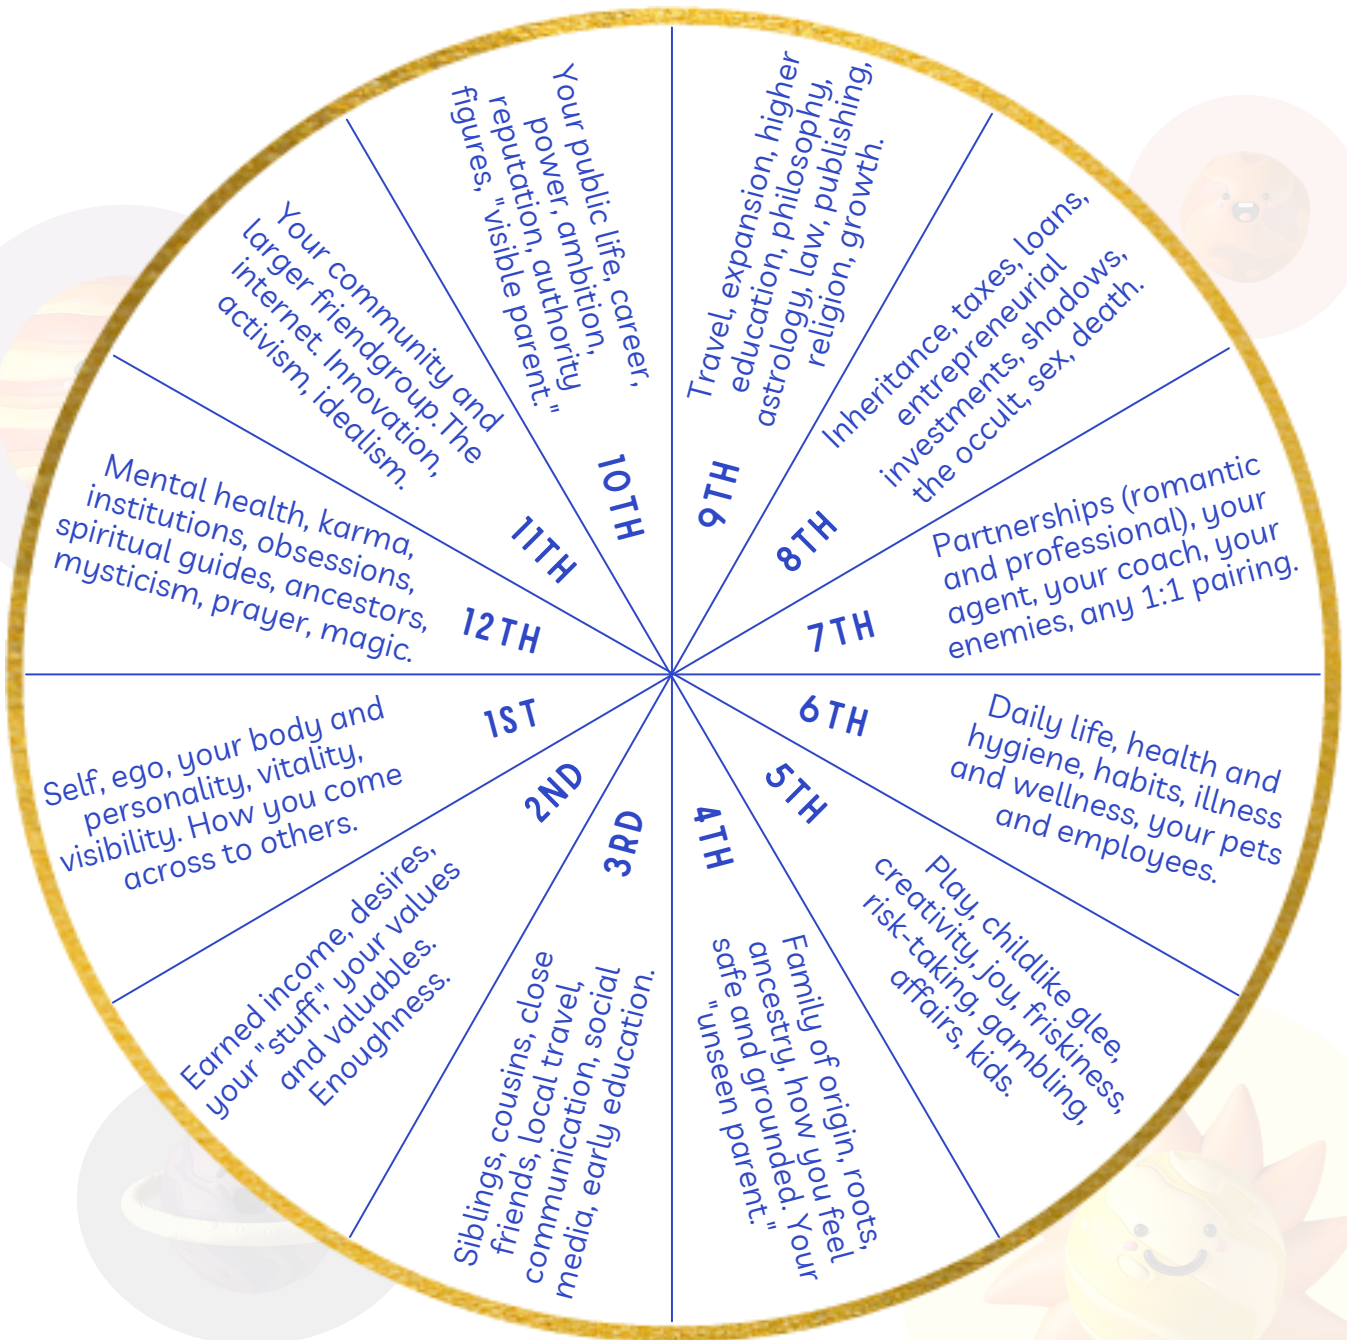 1ST
Self, ego, your body and
personality, vitality,
visibility. How you come
across to others.
2ND
Earned income, desires,
your "stuff," your values
and valuables.
Enoughness.
3RD
Siblings, cousins, close
friends, local travel,
communication, social
media, early education.
4TH
Family of origin, roots,
ancestry, how you feel
safe and grounded. Your
"unseen parent."
5TH
Play, childlike glee,
creativity, joy, friskiness,
risk-taking, gambling,
affairs, kids.
6TH
Daily life, health and
hygiene, habits, illness
and wellness, your pets
and employees.
7TH
Partnerships (romantic
and professional), your
agent, your coach, your
enemies, any 1:1 pairing.
8TH
Inheritance, taxes, loans,
entrepreneurial
investments, shadows,
the occult, sex, death.
9TH
Travel, expansion, higher
education, philosophy,
astrology, law, publishing,
religion, growth.
10TH
Your public life, career,
power, ambition,
reputation, authority
figures, "visible parent."
11TH
Your community and
larger friendgroup. The
internet. Innovation,
activism, idealism.
12TH
Mental health, karma,
institutions, obsessions,
spiritual guides, ancestors,
mysticism, prayer, magic.